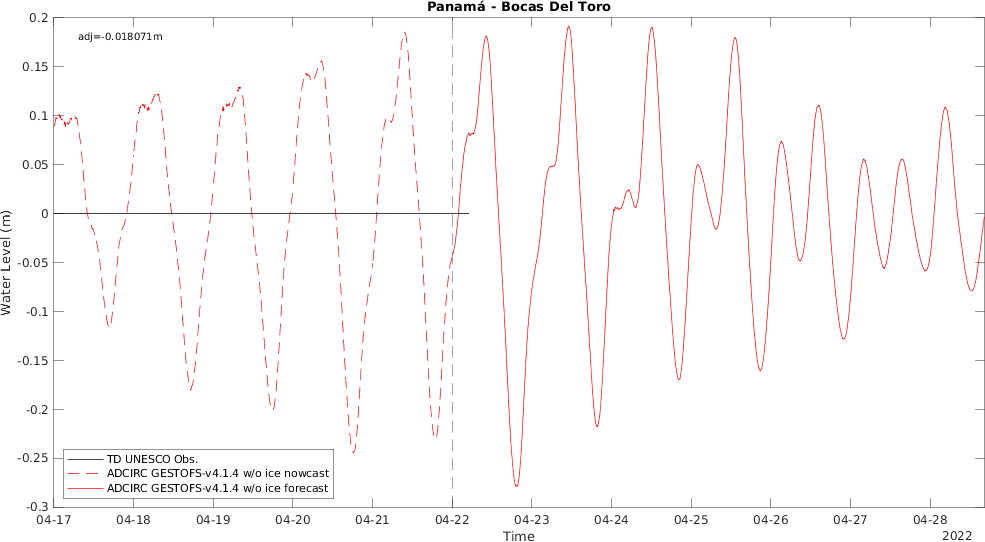 Panamá - Bocas Del Toro
adj=-0.018071m
0.2
0.15
0.1
0.05
0
-0.05
-0.1
-0.15
-0.2
-0.25
-0.3
Water Level (m)
TD UNESCO Obs.
ADCIRC GESTOFS-v4.1.4 w/o ice nowcast
ADCIRC GESTOFS-v4.1.4 w/o ice forecast
04-17 04-18 04-19 04-20 04-21 04-22 04-23 04-24 04-25 04-26 04-27 04-28
Time
2022